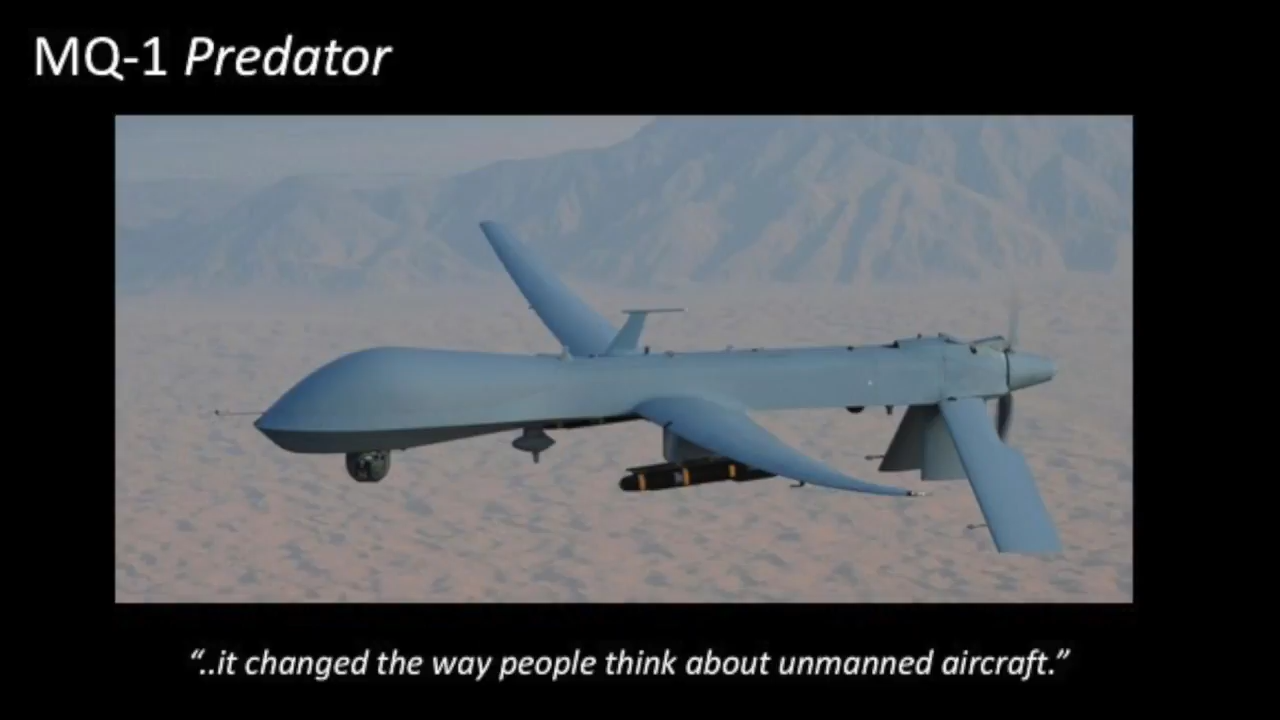 MQ-1 Predator
“..it changed the way people think about unmanned aircraft.”